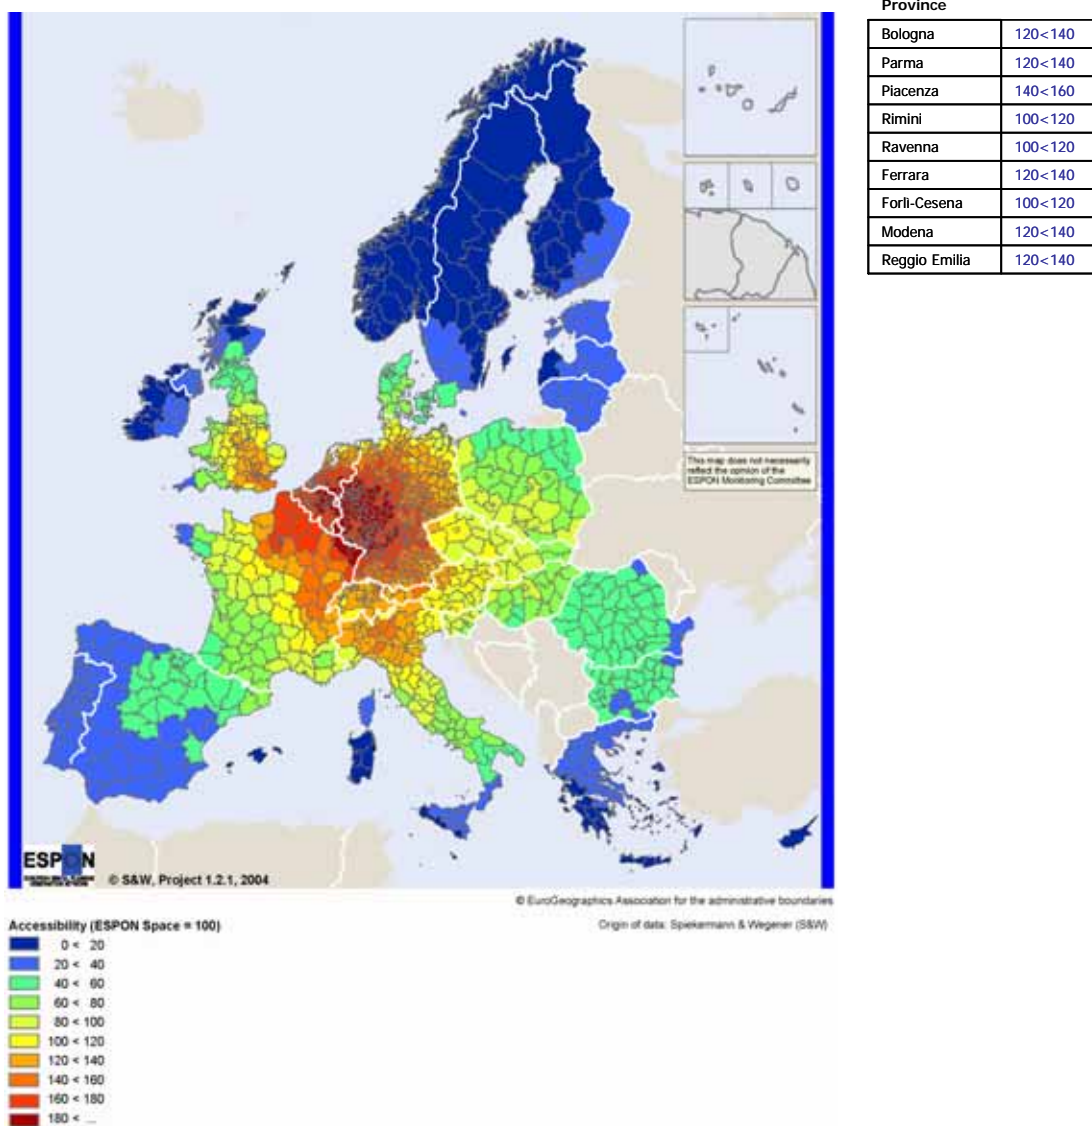 Province
Bologna 120<140
Parma 120<140
Piacenza 140<160
Rimini 100<120
Ravenna 100<120
Ferrara 120<140
Forlì-Cesena 100<120
Modena 120<140
Reggio Emilia 120<140
This map does not necessarily
reflect the opinion of the
ESPON Monitoring Committee
ESPON
© S&W, Project 1.2.1, 2004
© EuroGeographics Association for the administrative boundaries
Origin of data: Spiekermann & Wegener (S&W)
Accessibility (ESPON Space = 100)
0 < 20
20 < 40
40 < 60
60 < 80
80 < 100
100 < 120
120 < 140
140 < 160
160 < 180
180 < ...